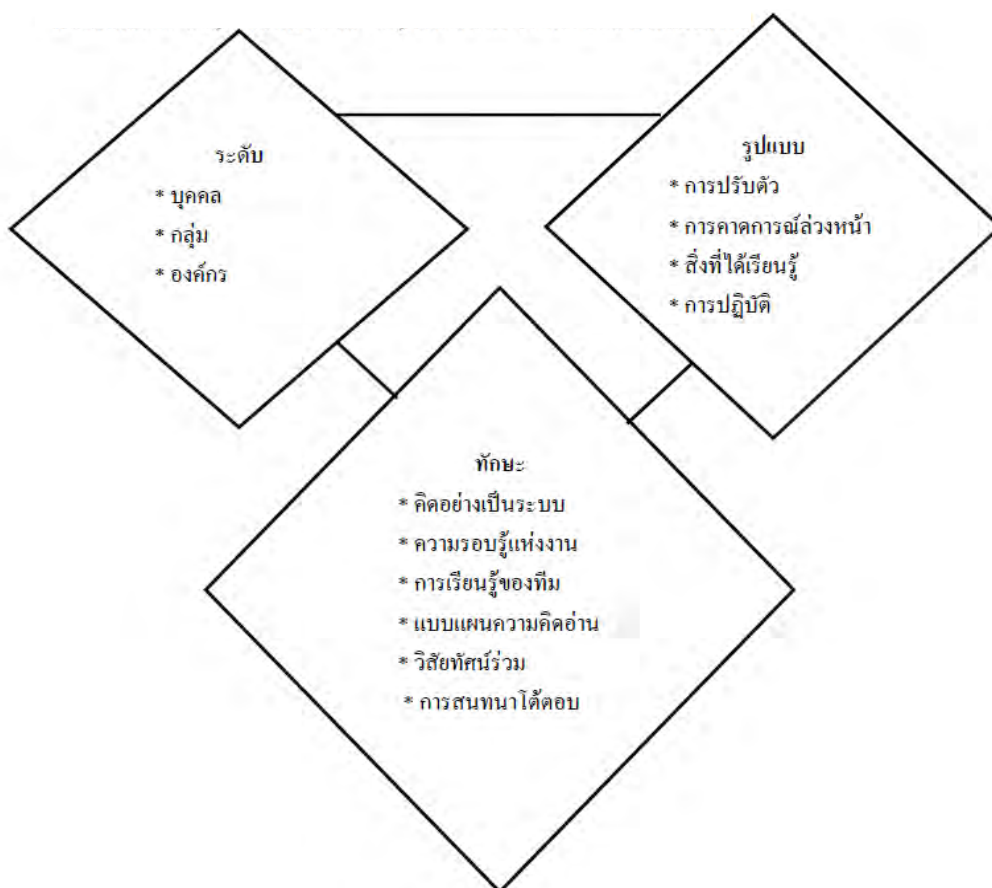 ระดับ
* บุคคล
* กลุ่ม
* องค์กร
รูปแบบ
* การปรับตัว
* การคาดการณ์ล่วงหน้า
* สิ่งที่ได้เรียนรู้
* การปฏิบัติ
ทักษะ
* คิดอย่างเป็นระบบ
* ความรอบรู้แห่งงาน
* การเรียนรู้ของทีม
* แบบแผนความคิดอ่าน
* วิสัยทัศน์ร่วม
* การสนทนาโต้ตอบ